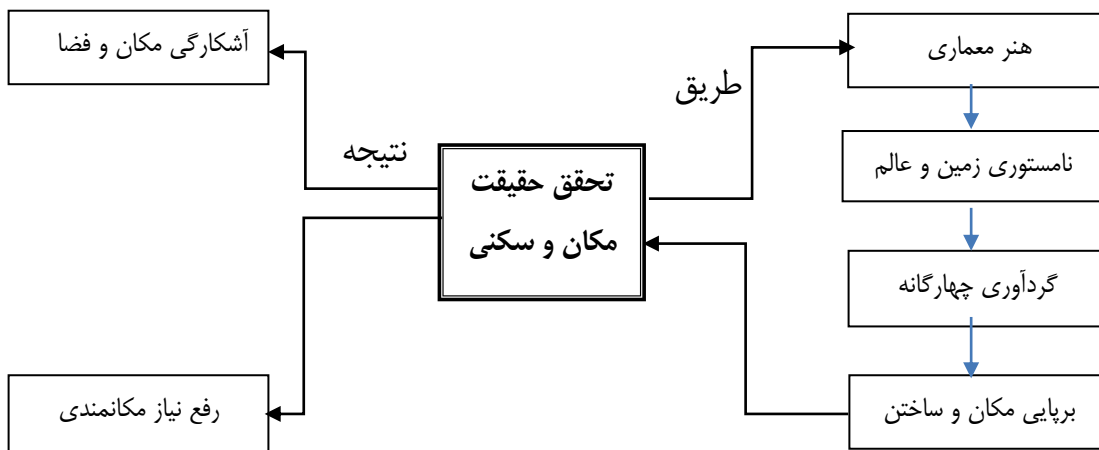 هنر معماری
آشکارگی مکان و فضا
طریق
نتیجه
نامستوری زمین و عالم
تحقق حقیقت
مکان و سکنی
گردآوری چهارگانه
برپایی مکان و ساختن
رفع نیاز مکانمندی